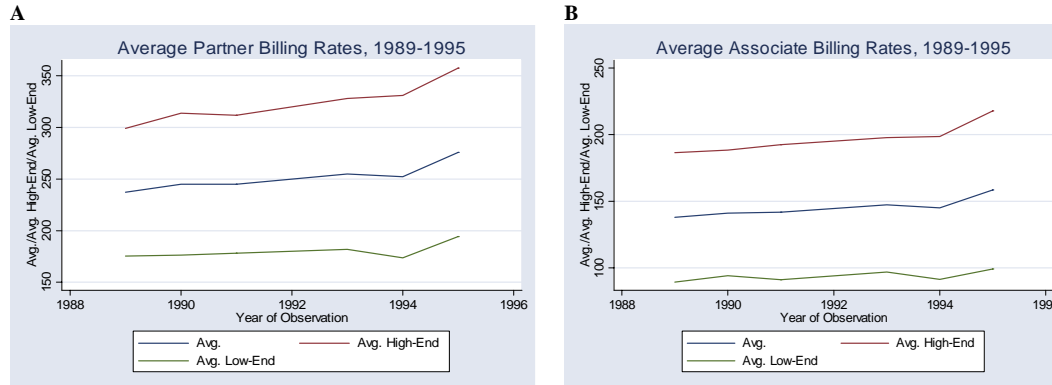 A
Average Partner Billing Rates, 1989-1995
Avg./Avg. High-End/Avg. Low-End
350
300
250
200
150
1988
1990
1992
1994
1996
Year of Observation
Avg.
Avg. High-End
Avg. Low-End
B
Average Associate Billing Rates, 1989-1995
Avg./Avg. High-End/Avg. Low-End
250
200
150
100
1988
1990
1992
1994
Year of Observation
Avg.
Avg. High-End
Avg. Low-End